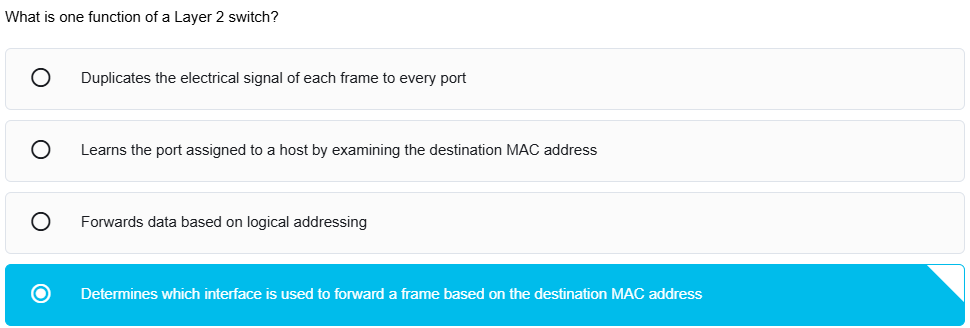 What is one function of a Layer 2 switch?
Duplicates the electrical signal of each frame to every port
Learns the port assigned to a host by examining the destination MAC address
Forwards data based on logical addressing
Determines which interface is used to forward a frame based on the destination MAC address